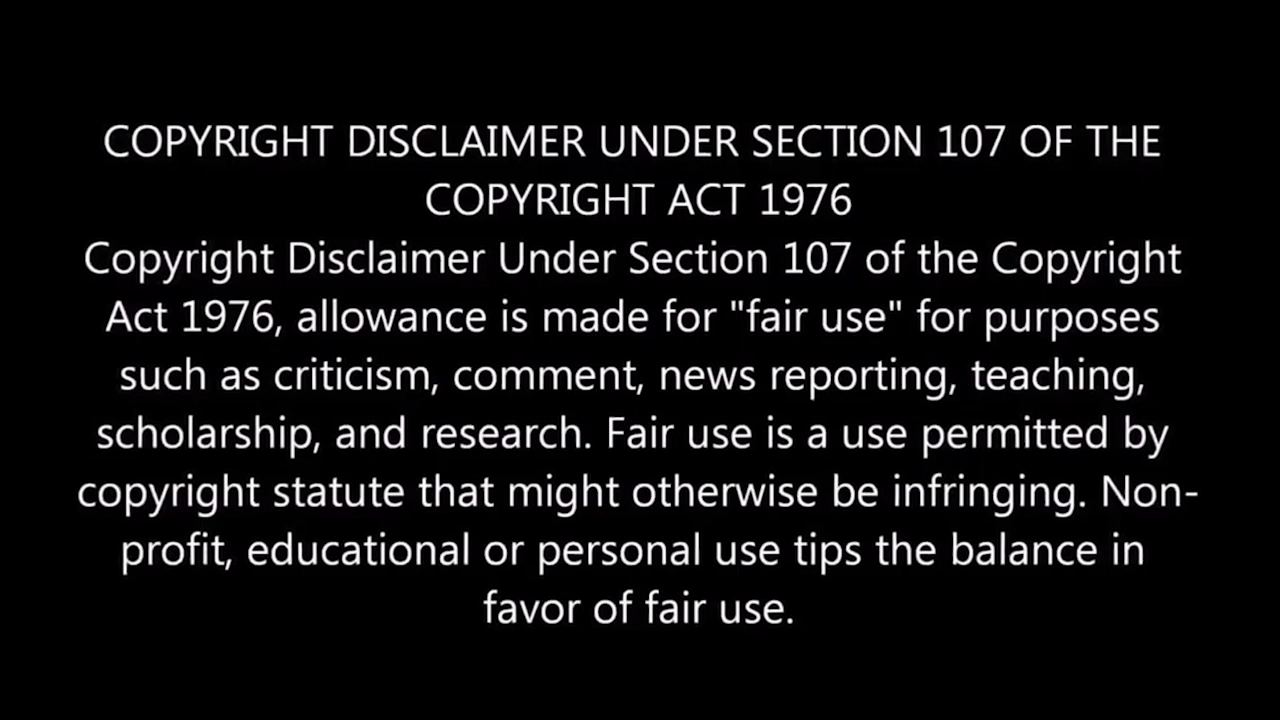 COPYRIGHT DISCLAIMER UNDER SECTION 107 OF THE
COPYRIGHT ACT 1976
Copyright Disclaimer Under Section 107 of the Copyright
Act 1976, allowance is made for "fair use" for purposes
such as criticism, comment, news reporting, teaching,
scholarship, and research. Fair use is a use permitted by
copyright statute that might otherwise be infringing. Non-
profit, educational or personal use tips the balance in
favor of fair use.